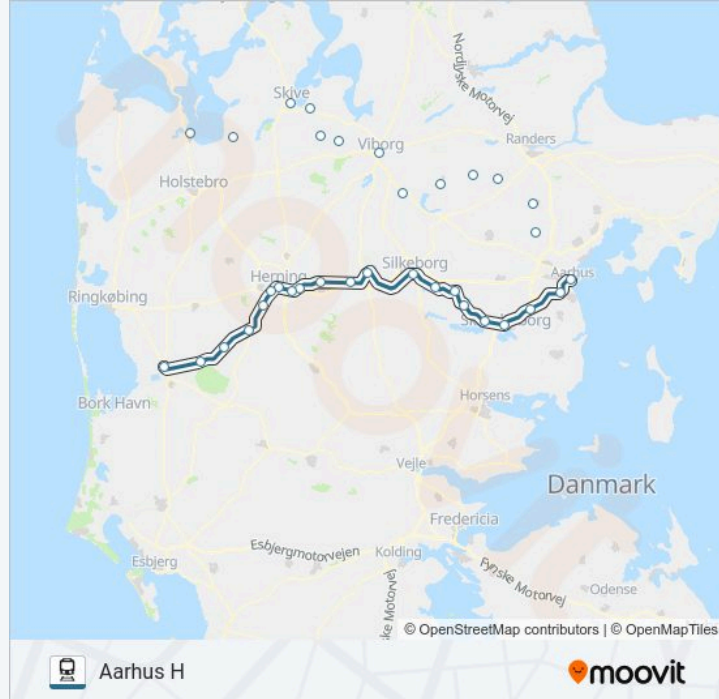 Nordjyske Motorvej
Skive
Viborg
Randers
Holstebro
Silkeborg
Herning
Aarhus
Ringkøbing
Bork Havn
Horsens
Vejle
Danmark
Fredericia
Esbjergmotorvejen
Kolding
Esbjerg
Fynske Motorvej
Odense
© OpenStreetMap contributors | © OpenMapTiles
Aarhus H
moovit